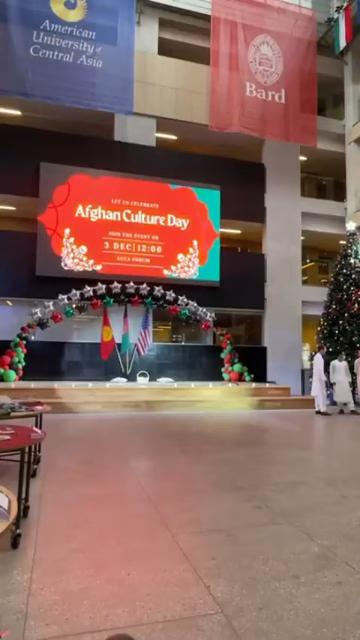 American
University of
Central Asia
Bard
LET US CELEBRATE
Afghan Culture Day
JOIN THE EVENT ON
3 DEC | 12:00
AUCA FORUM